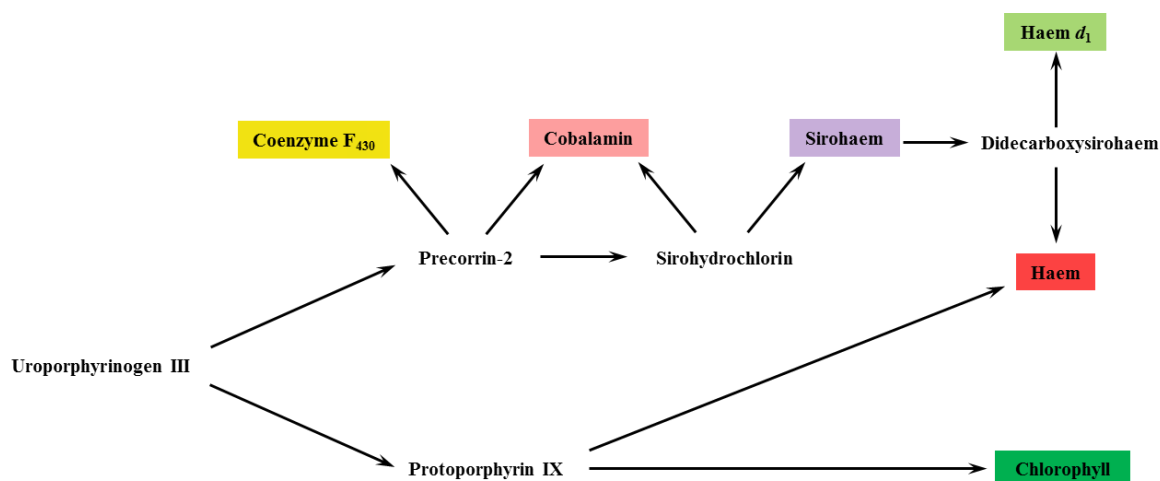 Haem d₁
Coenzyme F₄₃₀
Cobalamin
Sirohaem
Didecarboxysirohaem
Precorrin-2
Sirohydrochlorin
Haem
Uroporphyrinogen III
Protoporphyrin IX
Chlorophyll